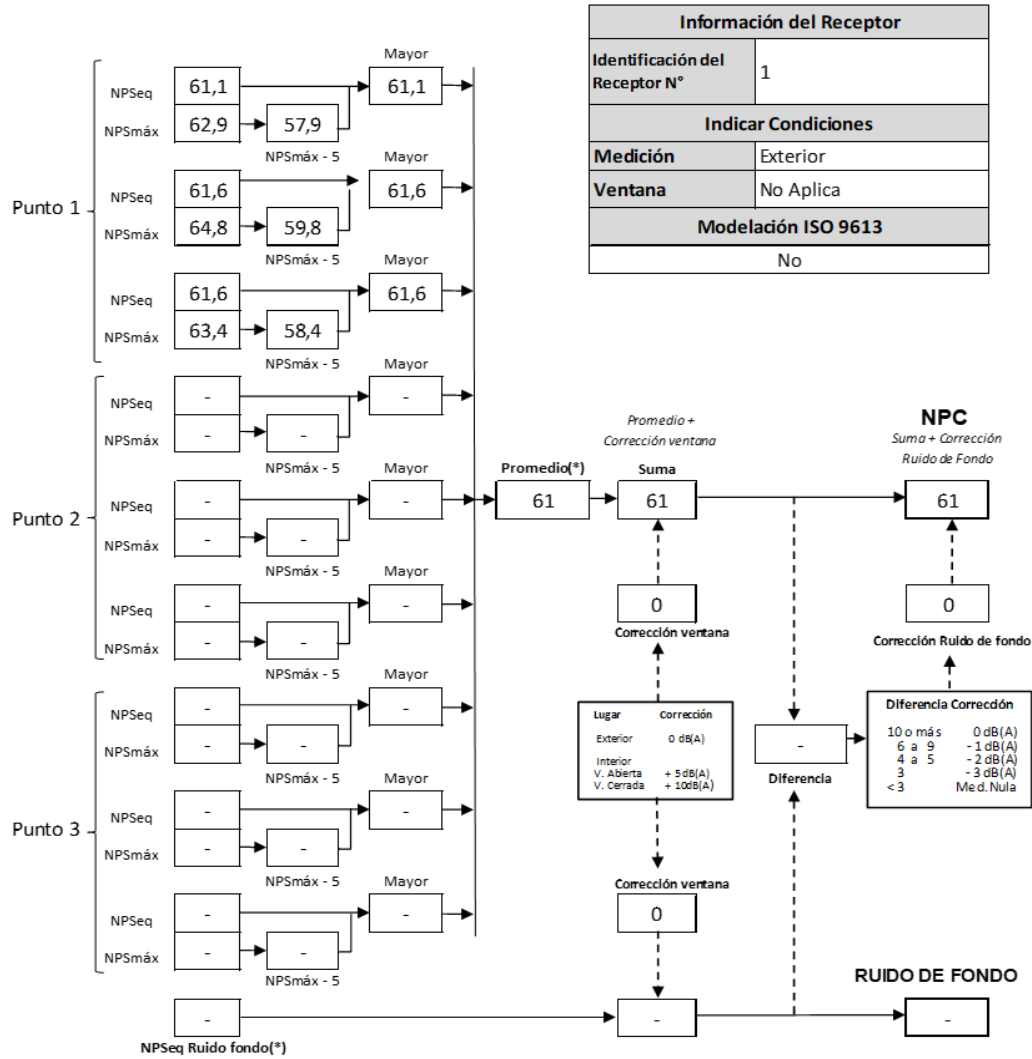 Información del Receptor
Identificación del
Receptor N°
1
Indicar Condiciones
Medición
Exterior
Ventana
No Aplica
Modelación ISO 9613
No
Punto 1
Mayor
NPSeq
61,1
61,1
NPSmáx
62,9
57,9
NPSmáx - 5
Mayor
NPSeq
61,6
61,6
NPSmáx
64,8
59,8
NPSmáx - 5
Mayor
NPSeq
61,6
61,6
NPSmáx
63,4
58,4
NPSmáx - 5
Punto 2
Mayor
NPSeq
-
-
NPSmáx
-
-
NPSmáx - 5
Mayor
NPSeq
-
-
NPSmáx
-
-
NPSmáx - 5
Mayor
NPSeq
-
-
NPSmáx
-
-
NPSmáx - 5
Punto 3
Mayor
NPSeq
-
-
NPSmáx
-
-
NPSmáx - 5
Mayor
NPSeq
-
-
NPSmáx
-
-
NPSmáx - 5
Mayor
NPSeq
-
-
NPSmáx
-
-
NPSmáx - 5
-
NPSeq Ruido fondo(*)
Promedio(*)
61
Promedio +
Corrección ventana
Suma
61
0
Corrección ventana
Lugar Corrección
Exterior 0 dB(A)
Interior
V. Abierta + 5dB(A)
V. Cerrada + 10dB(A)
Corrección ventana
0
-
-
Diferencia
NPC
Suma + Corrección
Ruido de Fondo
61
0
Corrección Ruido de fondo
Diferencia Corrección
10 o más 0 dB(A)
6 a 9 - 1 dB(A)
4 a 5 - 2 dB(A)
3 - 3 dB(A)
< 3 Med. Nula
RUIDO DE FONDO
-